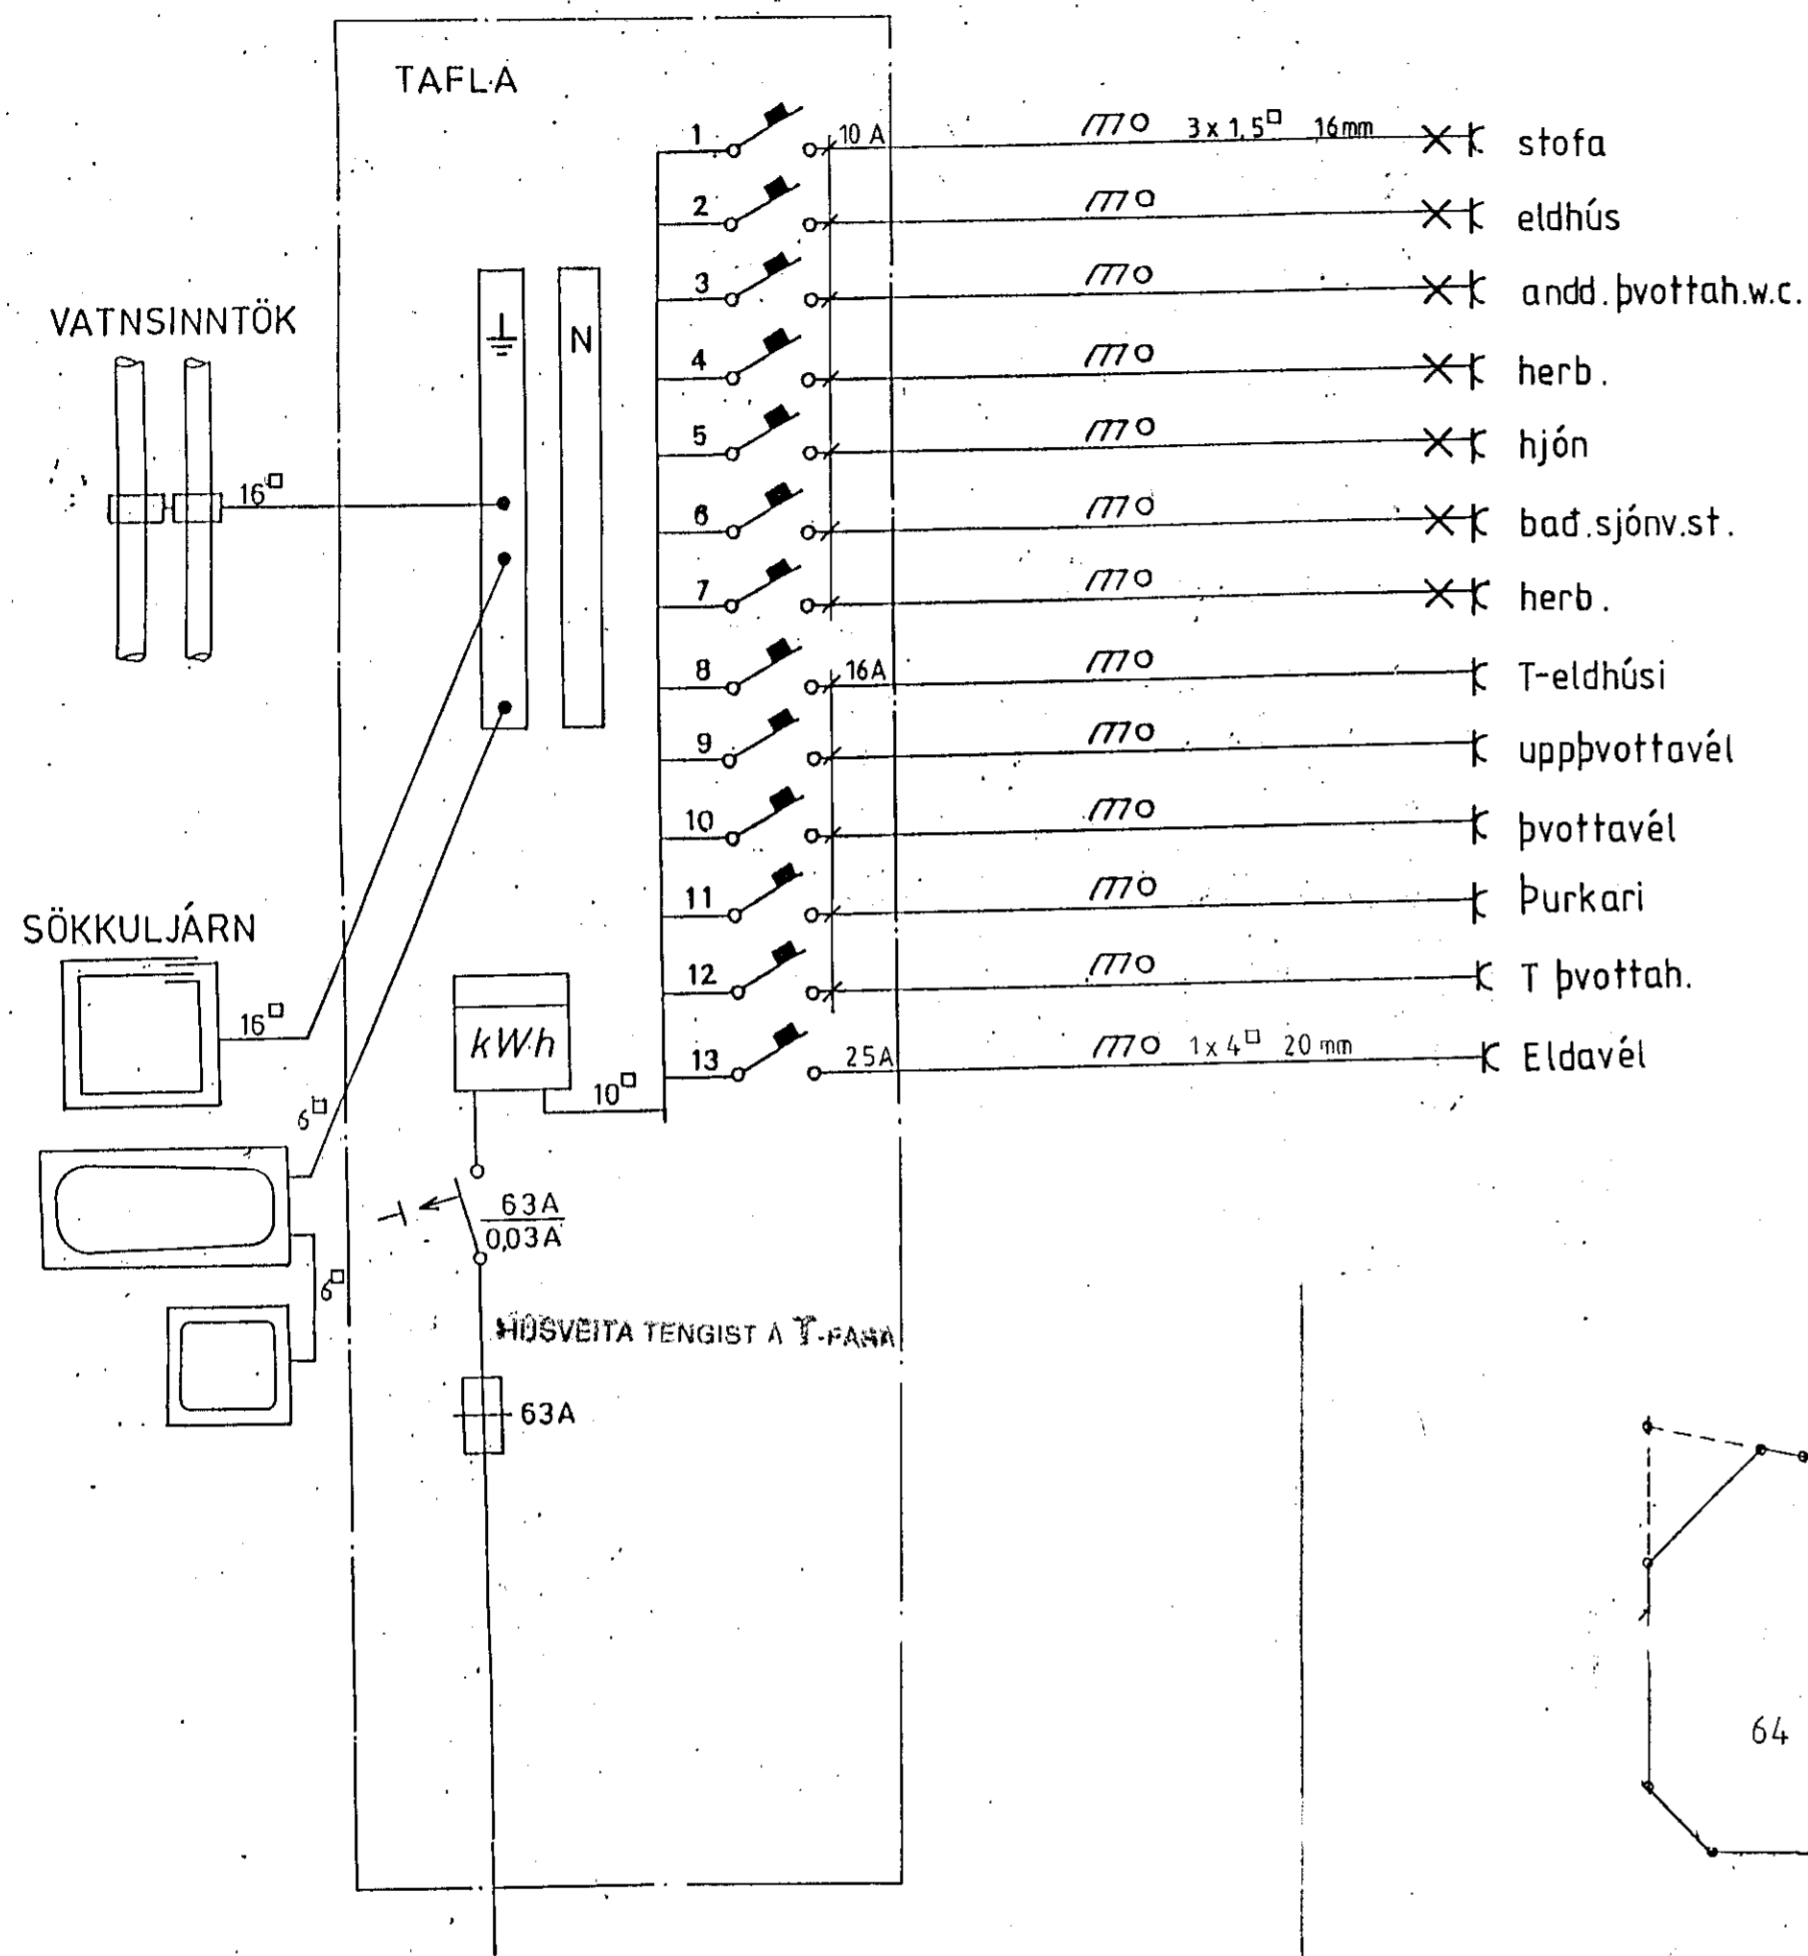 TAFLA
1 10 A 3 x 1,5□ 16mm stofa
2 eldhús
3 andd. þvottah.w.c.
4 herb.
5 hjón
6 bað.sjónv.st.
7 herb.
8 16A T-eldhúsi
9 uppþvottavél
10 þvottavél
11 Þurkari
12 T þvottah.
13 25A 1 x 4□ 20 mm Eldavél
VATNSINNTÖK
N
16□
SÖKKULJÁRN
16□
kWh
10□
6□
63A
0,03A
6□
HÚSVEITA TENGIST Á T-
63A
64